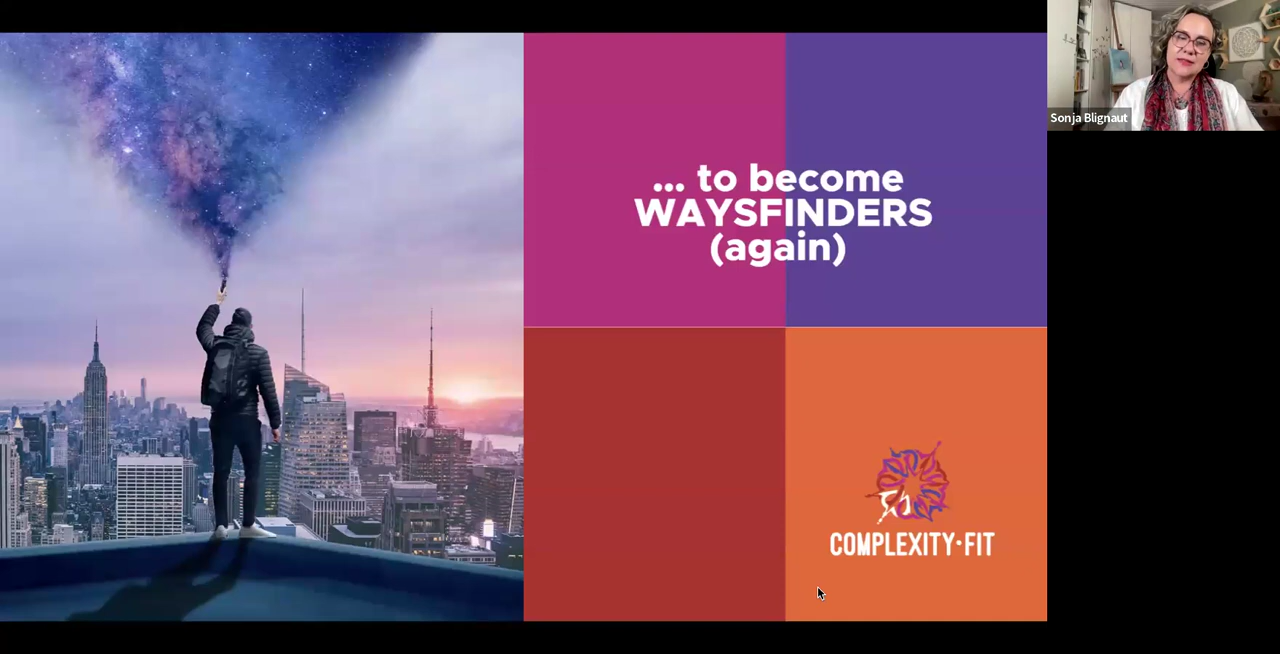 ... to become
WAYSFINDERS
(again)
COMPLEXITY·FIT
Sonja Blignaut